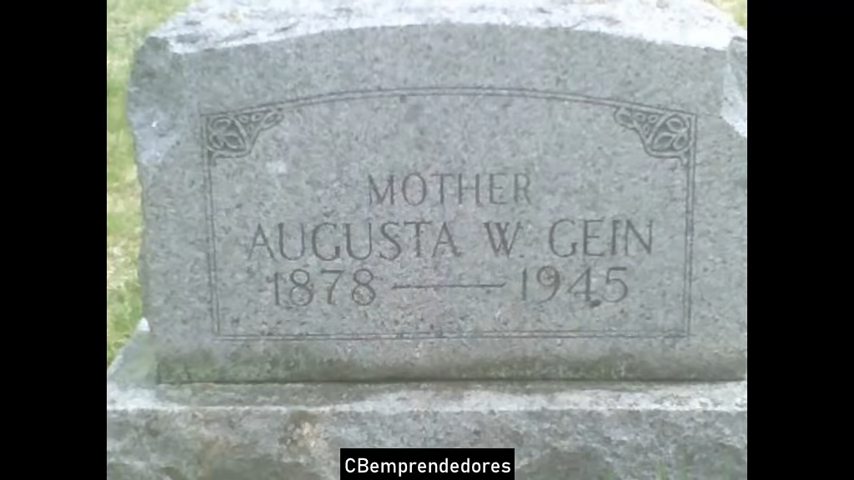 MOTHER
AUGUSTA W. GEIN
1878 — 1945
CBemprendedores